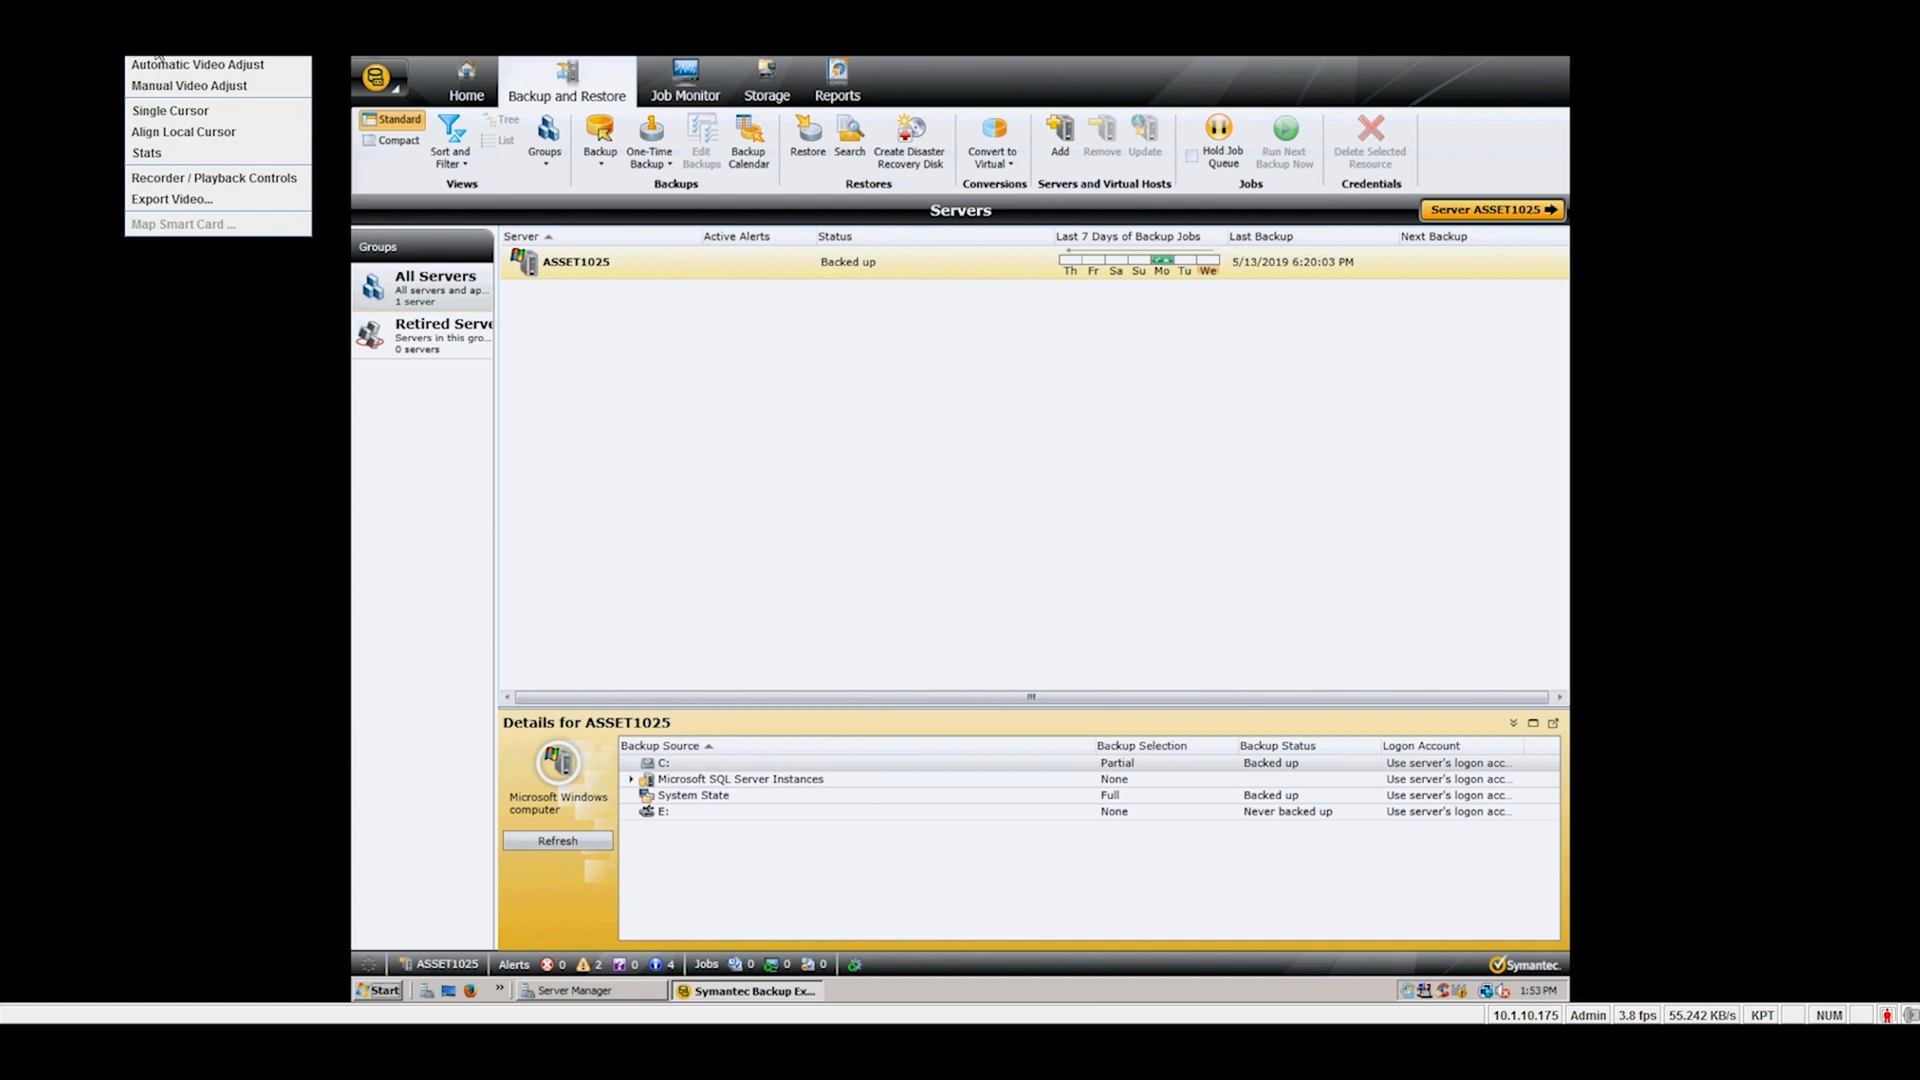 Automatic Video Adjust
Manual Video Adjust
Single Cursor
Align Local Cursor
Stats
Recorder / Playback Controls
Export Video...
Map Smart Card ...
Home
Backup and Restore
Job Monitor
Storage
Reports
Standard
Compact
Sort and
Filter
Tree
List
Groups
Views
Backup
One-Time
Backup
Edit
Backups
Backup
Calendar
Backups
Restore
Search
Create Disaster
Recovery Disk
Restores
Convert to
Virtual
Conversions
Add
Remove
Update
Servers and Virtual Hosts
Hold Job
Queue
Run Next
Backup Now
Jobs
Delete Selected
Resource
Credentials
Servers
Server ASSET1025
Groups
All Servers
All servers and ap...
1 server
Retired Serve
Servers in this gro...
0 servers
Server Active Alerts Status Last 7 Days of Backup Jobs Last Backup Next Backup
ASSET1025 Backed up 5/13/2019 6:20:03 PM
Th Fr Sa Su Mo Tu We
Details for ASSET1025
Microsoft Windows
computer
Refresh
Backup Source Backup Selection Backup Status Logon Account
C: Partial Backed up Use server's logon acc...
Microsoft SQL Server Instances None Use server's logon acc...
System State Full Backed up Use server's logon acc...
E: None Never backed up Use server's logon acc...
ASSET1025 Alerts 0 2 0 4 Jobs 0 0 0 Symantec.
Start » Server Manager Symantec Backup Ex... 1:53 PM
10.1.10.175 Admin 3.8 fps 55.242 KB/s KPT NUM